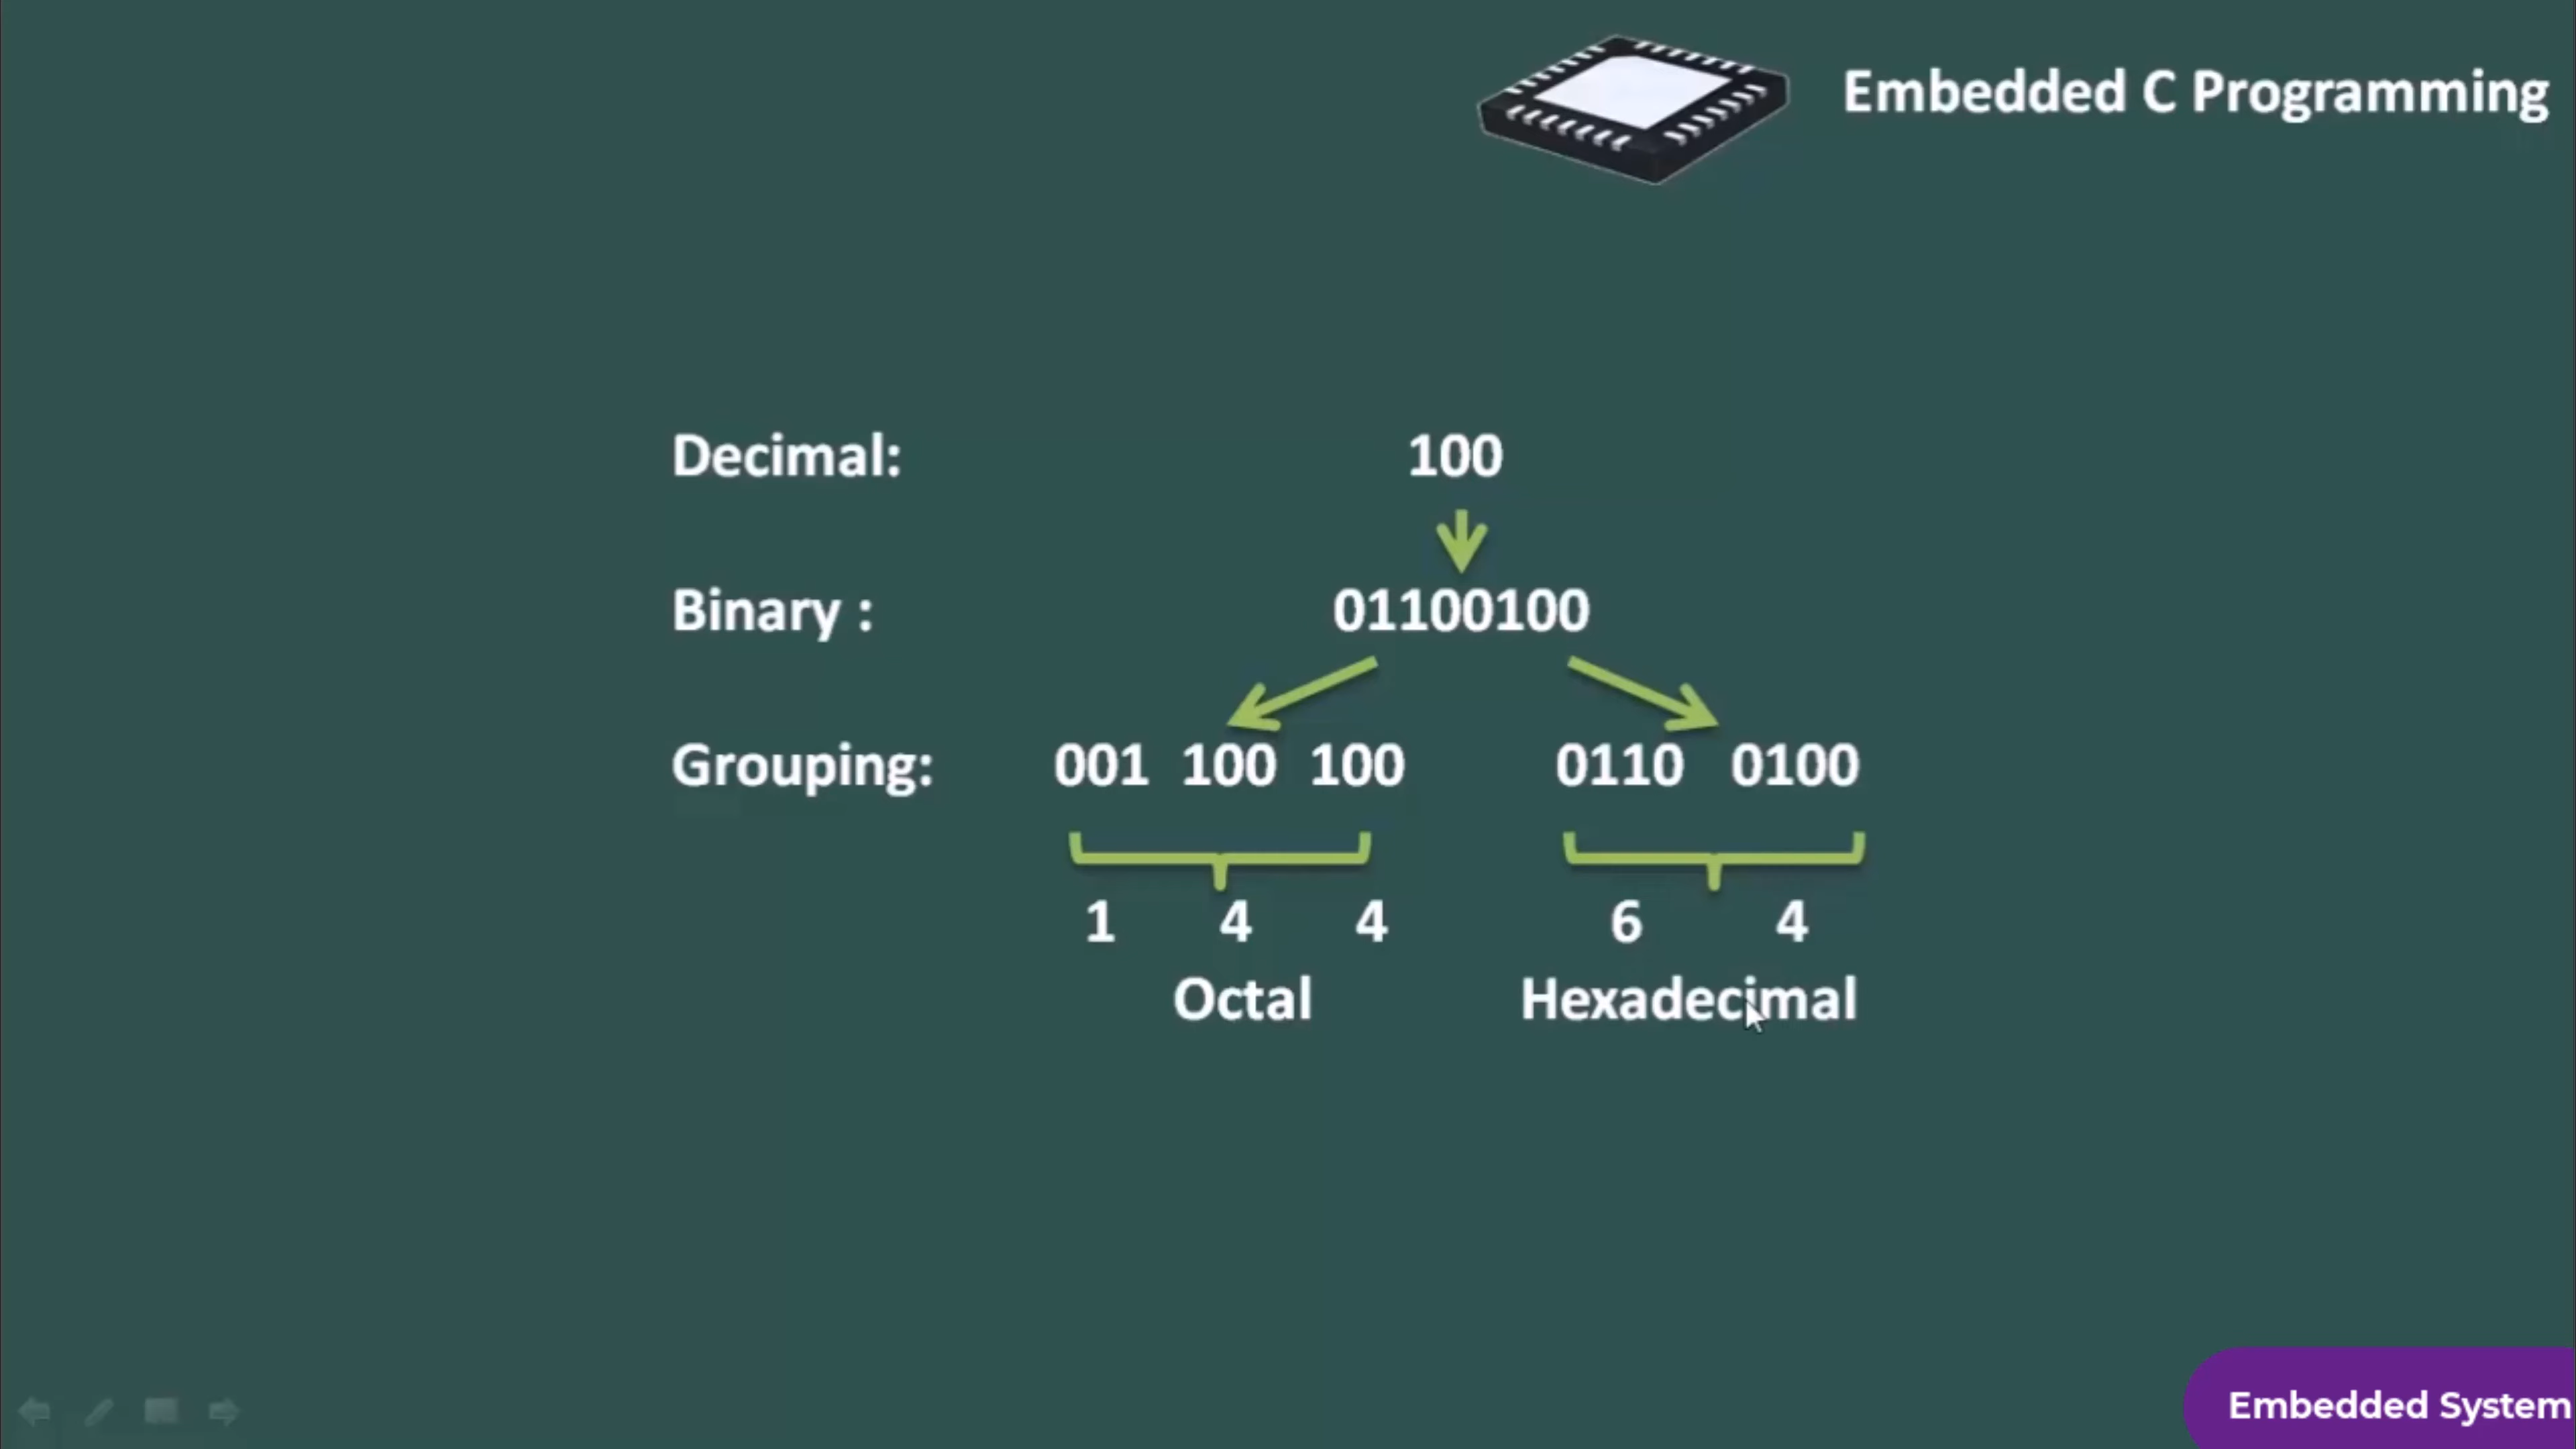 Embedded C Programming
Decimal: 100
Binary : 01100100
Grouping: 001 100 100 0110 0100
1 4 4 6 4
Octal Hexadecimal
Embedded System